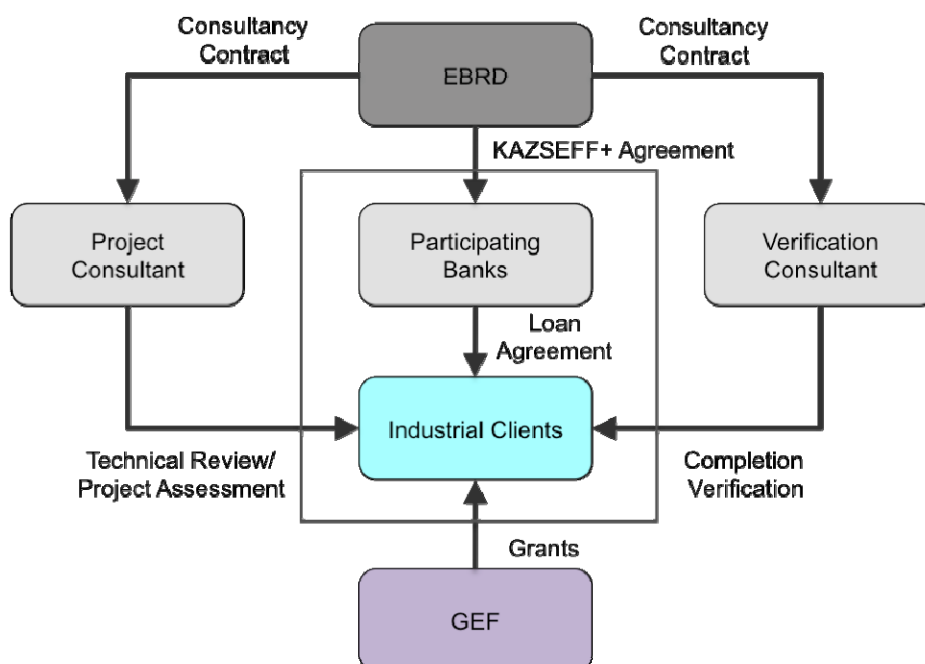 Consultancy
Contract
EBRD
Consultancy
Contract
KAZSEFF+ Agreement
Project
Consultant
Participating
Banks
Verification
Consultant
Loan
Agreement
Industrial Clients
Technical Review/
Project Assessment
Completion
Verification
Grants
GEF